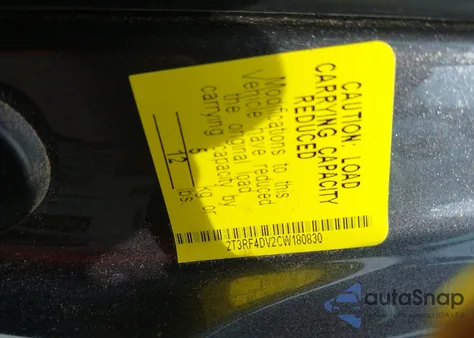 CAUTION: LOAD
CARRYING CAPACITY
REDUCED
Modifications to this
Vehicle have reduced
the original load
carrying capacity by
5 kg or
12 lbs
2T3RF4DV2CW180830
autoSnap